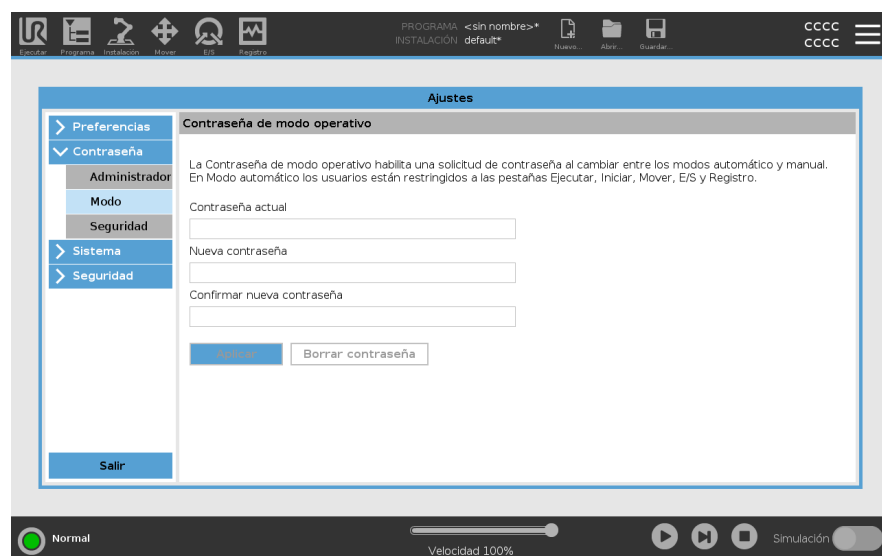 PROGRAMA <sin nombre>*
INSTALACIÓN default*
Ejecutar Programa Instalación Mover E/S Registro
Nuevo... Abrir... Guardar...
CCCC
CCCC
Ajustes
Preferencias
Contraseña
Administrador
Modo
Seguridad
Sistema
Seguridad
Salir
Contraseña de modo operativo
La Contraseña de modo operativo habilita una solicitud de contraseña al cambiar entre los modos automático y manual.
En Modo automático los usuarios están restringidos a las pestañas Ejecutar, Iniciar, Mover, E/S y Registro.
Contraseña actual
Nueva contraseña
Confirmar nueva contraseña
Aplicar Borrar contraseña
Normal
Velocidad 100%
Simulación